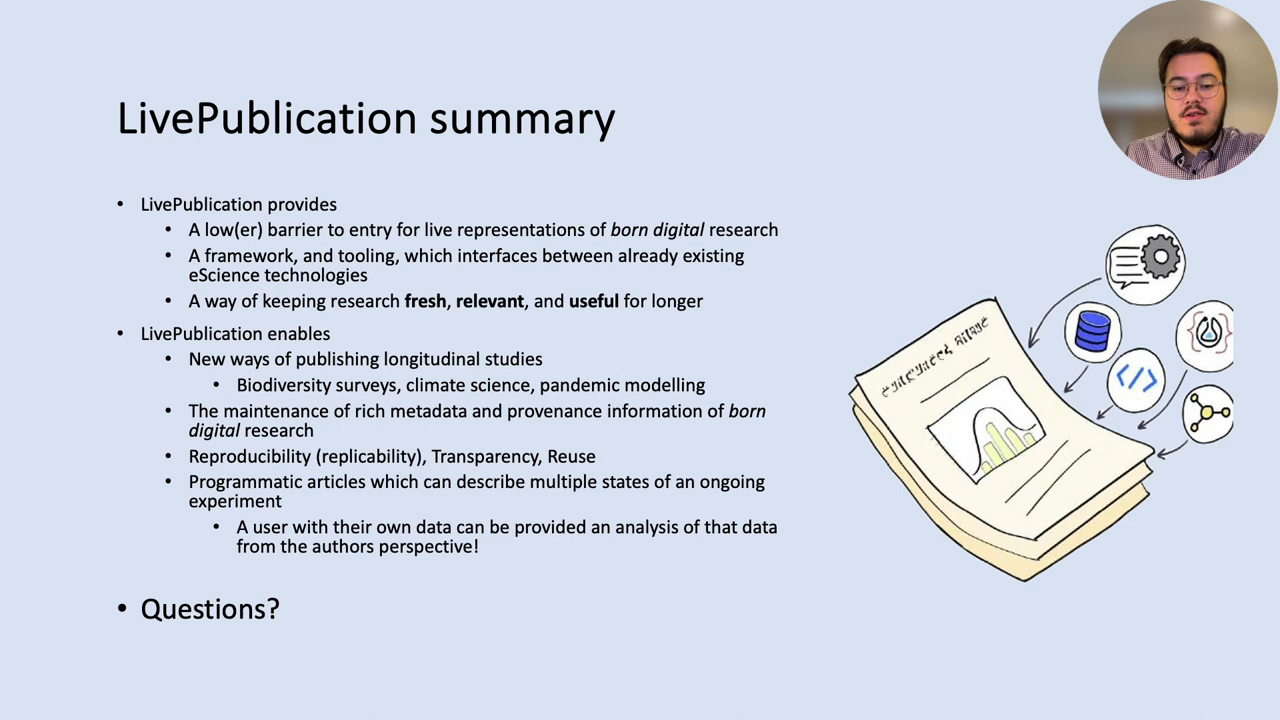 LivePublication summary
• LivePublication provides
• A low(er) barrier to entry for live representations of born digital research
• A framework, and tooling, which interfaces between already existing
eScience technologies
• A way of keeping research fresh, relevant, and useful for longer
• LivePublication enables
• New ways of publishing longitudinal studies
• Biodiversity surveys, climate science, pandemic modelling
• The maintenance of rich metadata and provenance information of born
digital research
• Reproducibility (replicability), Transparency, Reuse
• Programmatic articles which can describe multiple states of an ongoing
experiment
• A user with their own data can be provided an analysis of that data
from the authors perspective!
• Questions?
</>